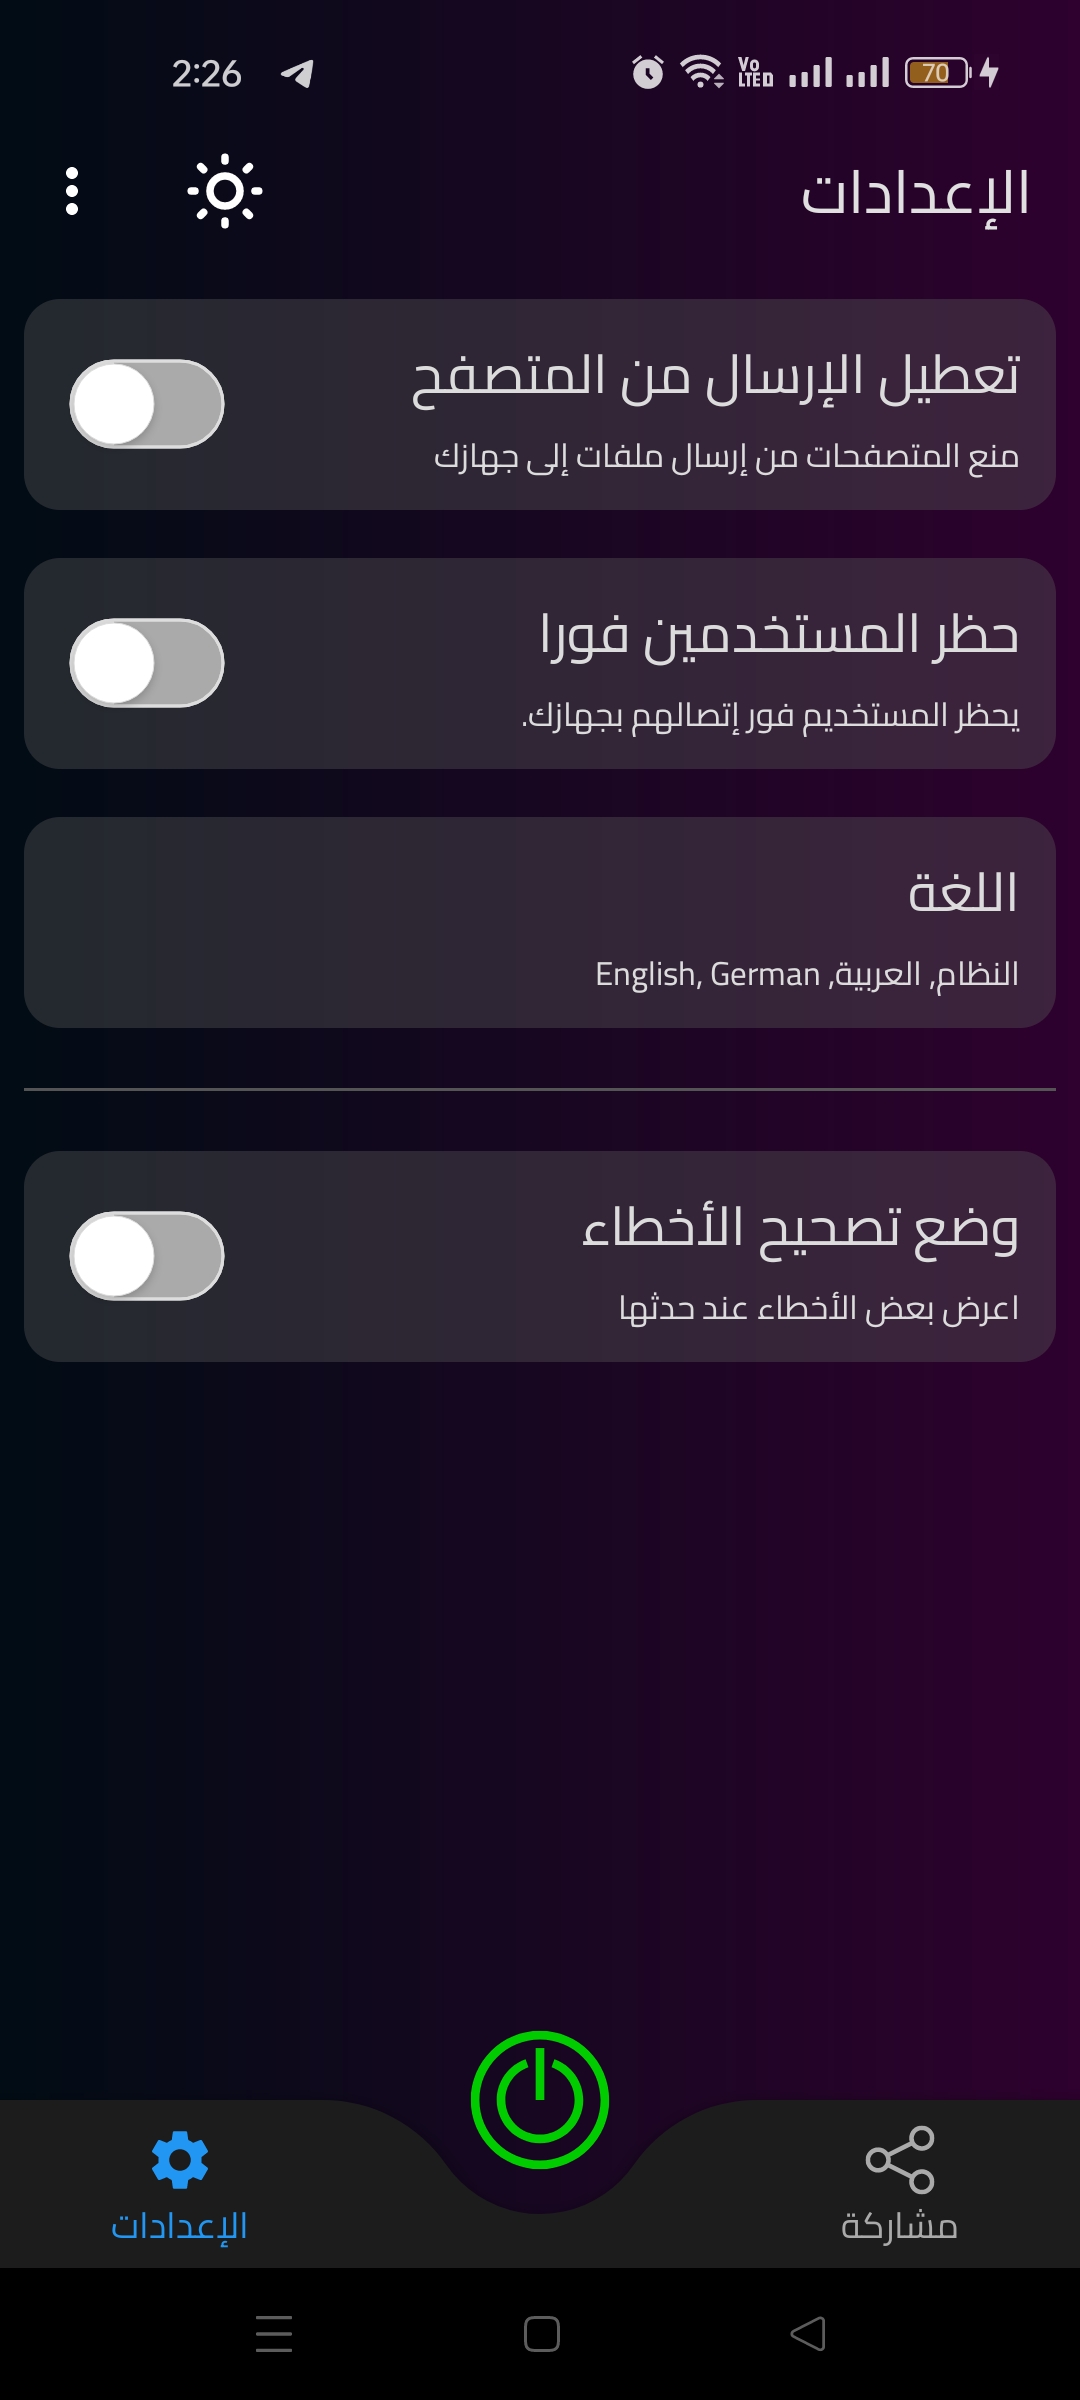 2:26
Vo LTED
70
الإعدادات
تعطيل الإرسال من المتصفح
منع المتصفحات من إرسال ملفات إلى جهازك
حظر المستخدمين فورا
يحظر المستخديم فور إتصالهم بجهازك.
اللغة
النظام, العربية, English, German
وضع تصحيح الأخطاء
اعرض بعض الأخطاء عند حدثها
مشاركة
الإعدادات